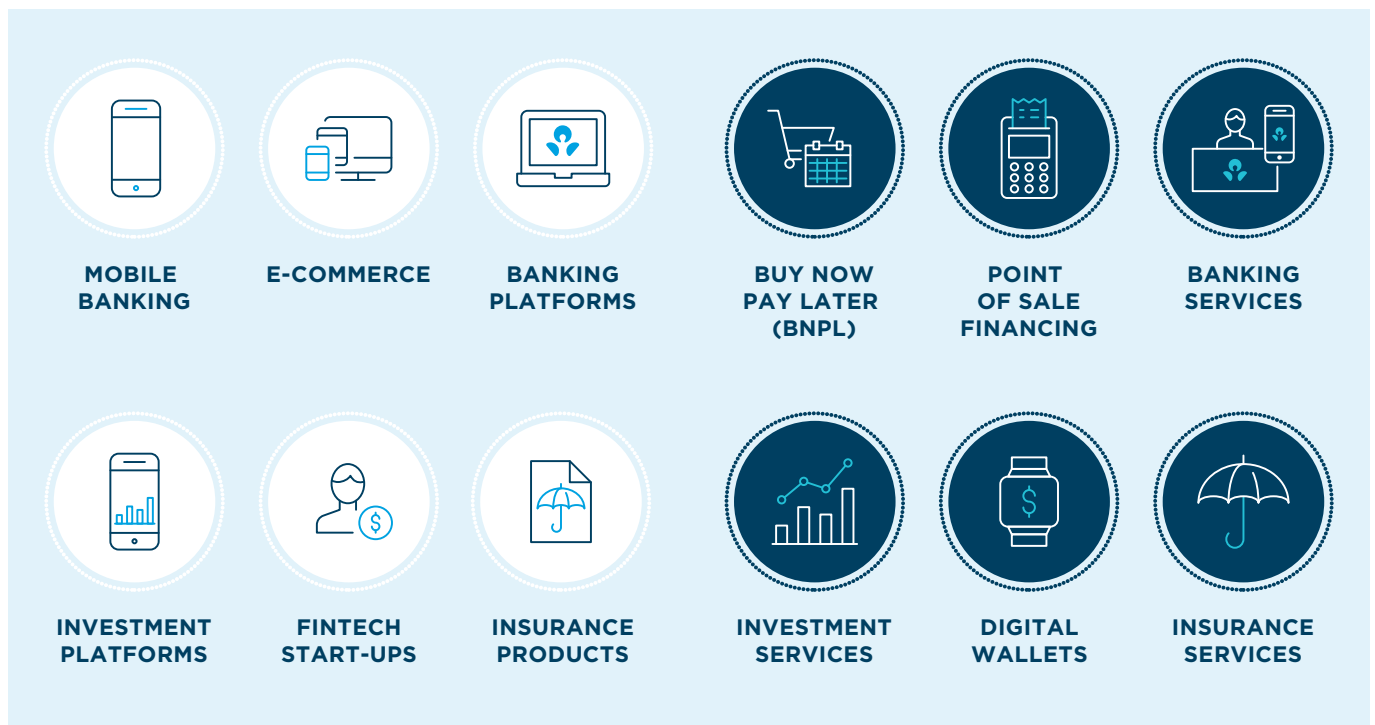 MOBILE
BANKING
E-COMMERCE
BANKING
PLATFORMS
BUY NOW
PAY LATER
(BNPL)
POINT
OF SALE
FINANCING
BANKING
SERVICES
$
$
INVESTMENT
PLATFORMS
FINTECH
START-UPS
INSURANCE
PRODUCTS
INVESTMENT
SERVICES
DIGITAL
WALLETS
INSURANCE
SERVICES